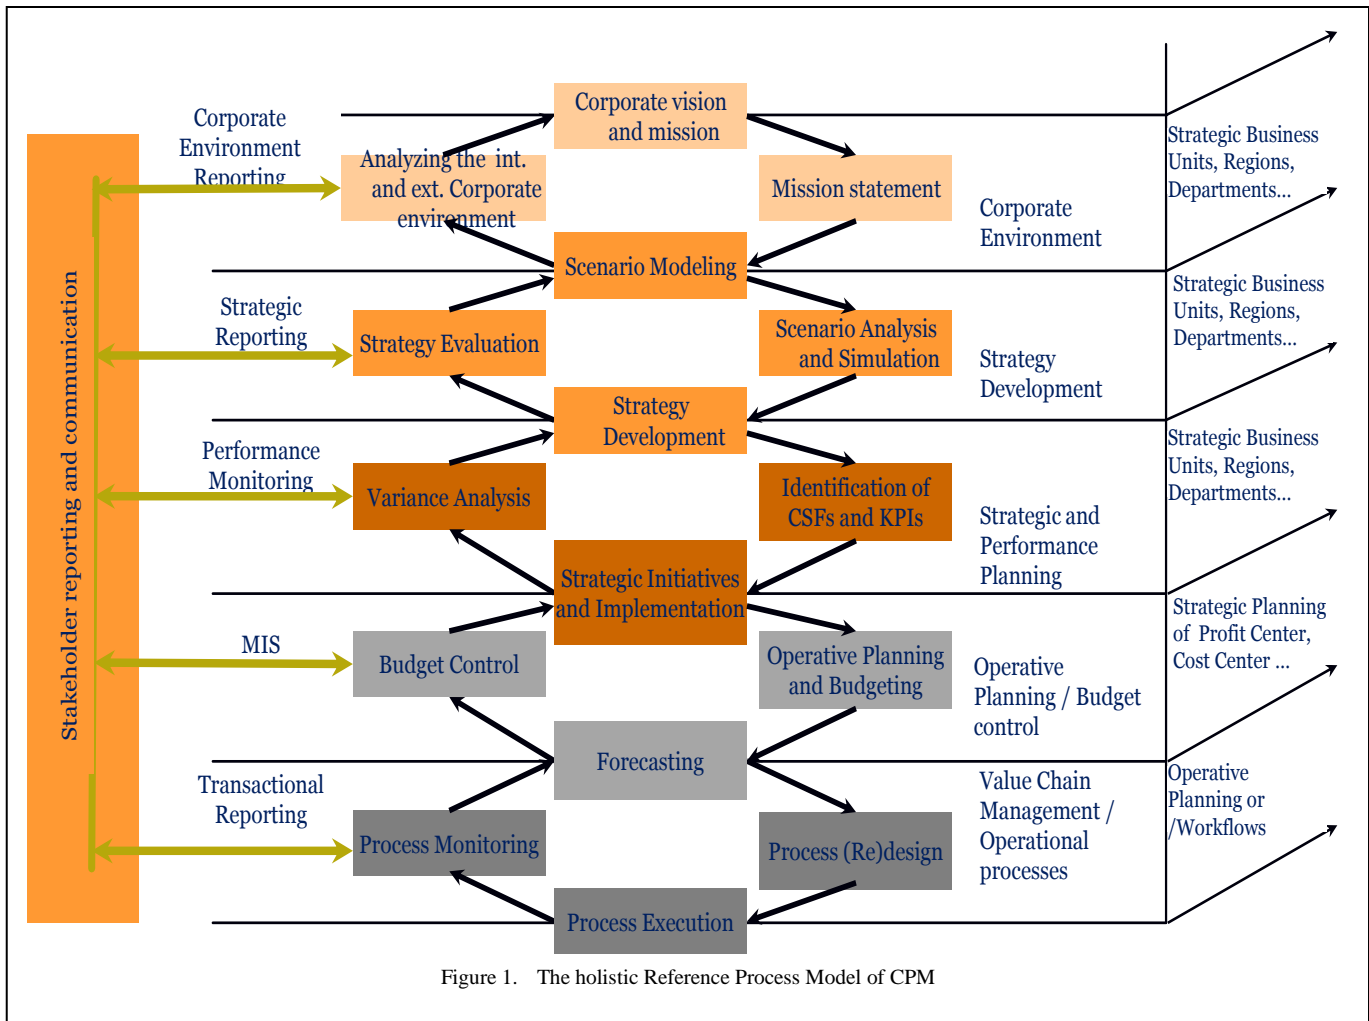 Corporate vision
and mission
Corporate
Environment
Reporting
Analyzing the int.
and ext. Corporate
environment
Mission statement
Strategic Business
Units, Regions,
Departments...
Corporate
Environment
Scenario Modeling
Stakeholder reporting and communication
Strategic
Reporting
Strategy Evaluation
Scenario Analysis
and Simulation
Strategy
Development
Strategic Business
Units, Regions,
Departments...
Strategy
Development
Performance
Monitoring
Variance Analysis
Identification of
CSFs and KPIs
Strategic and
Performance
Planning
Strategic Business
Units, Regions,
Departments...
Strategic Initiatives
and Implementation
MIS
Budget Control
Operative Planning
and Budgeting
Operative
Planning / Budget
control
Strategic Planning
of Profit Center,
Cost Center ...
Forecasting
Transactional
Reporting
Process Monitoring
Process (Re)design
Value Chain
Management /
Operational
processes
Operative
Planning or
/Workflows
Process Execution
Figure 1. The holistic Reference Process Model of CPM